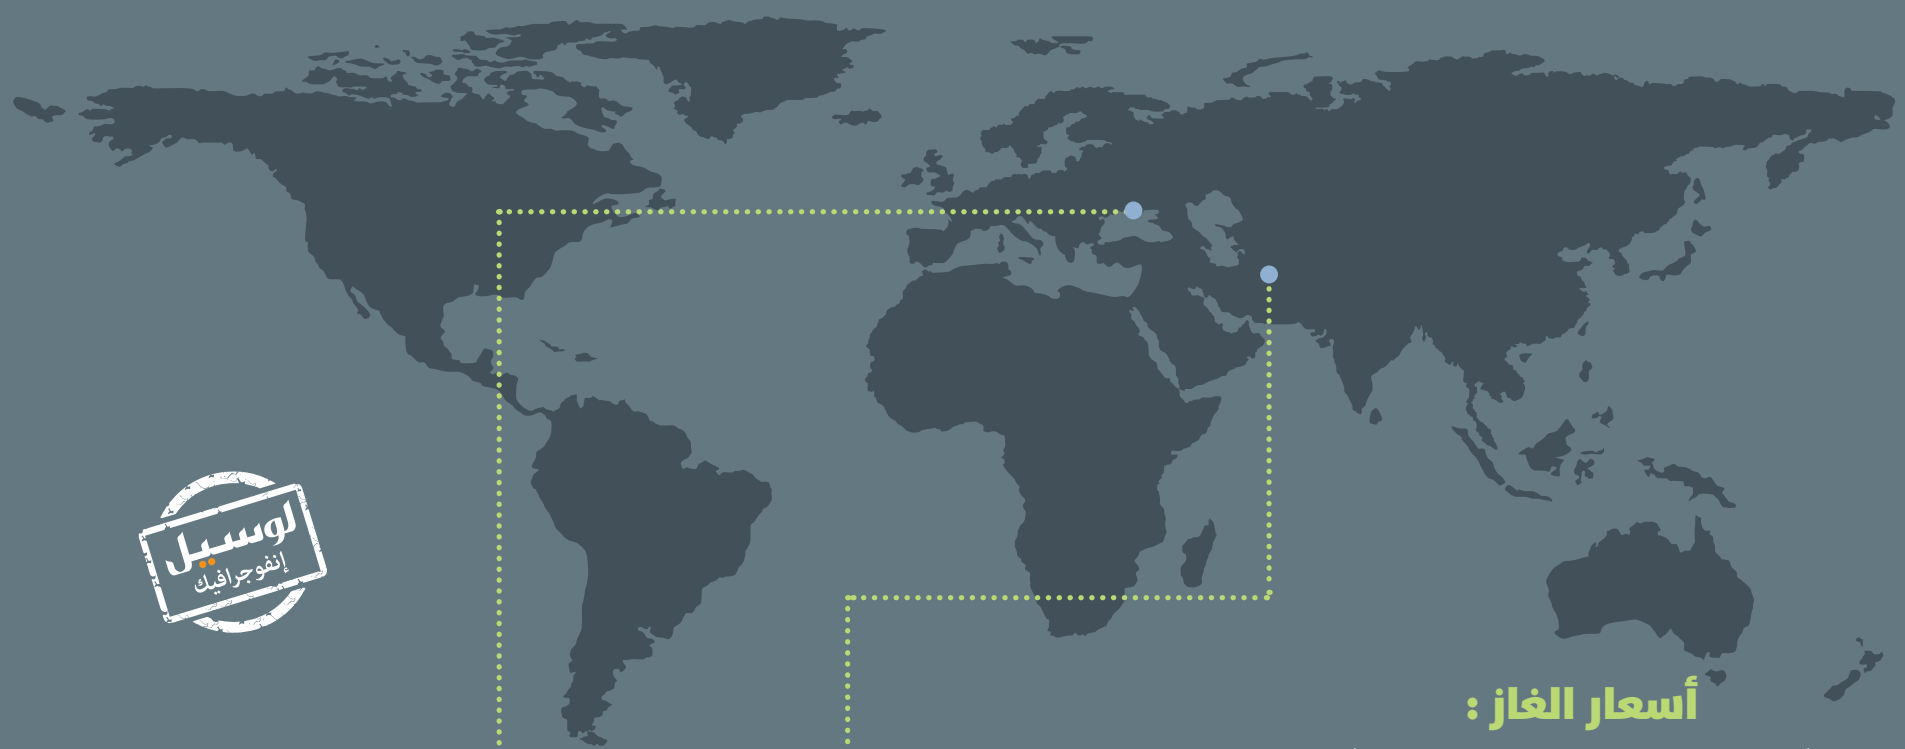 لوسيل
إنفوجرافيك
أسعار الغاز :